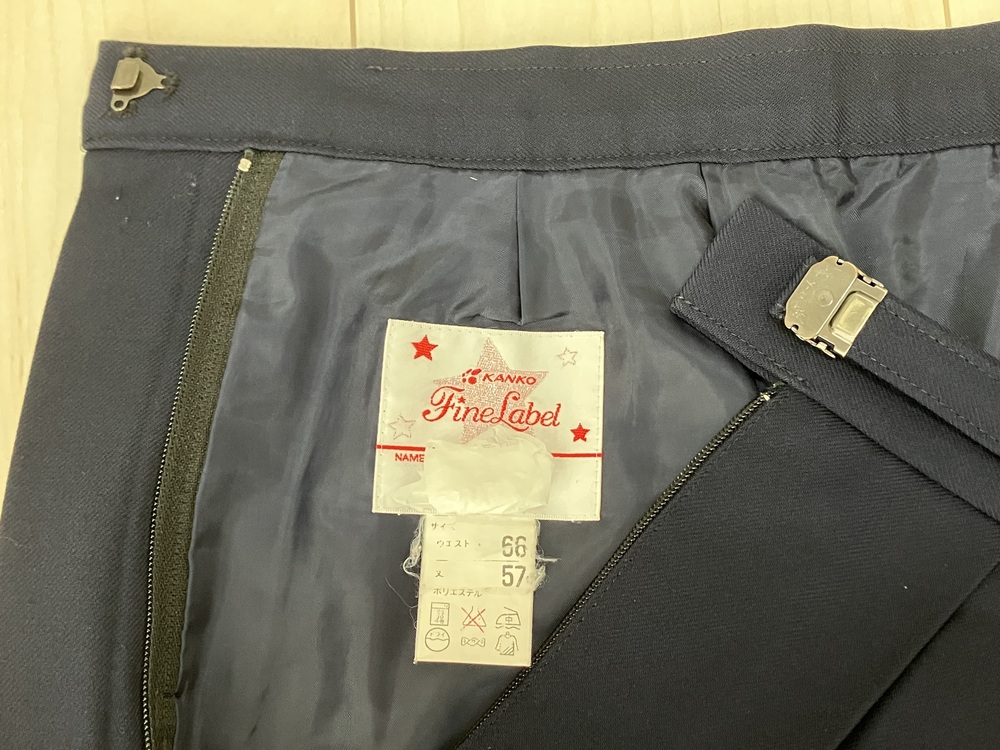 KANKO
Fine Label
NAME
サイズ
ウエスト 66
丈 57
ポリエステル
中